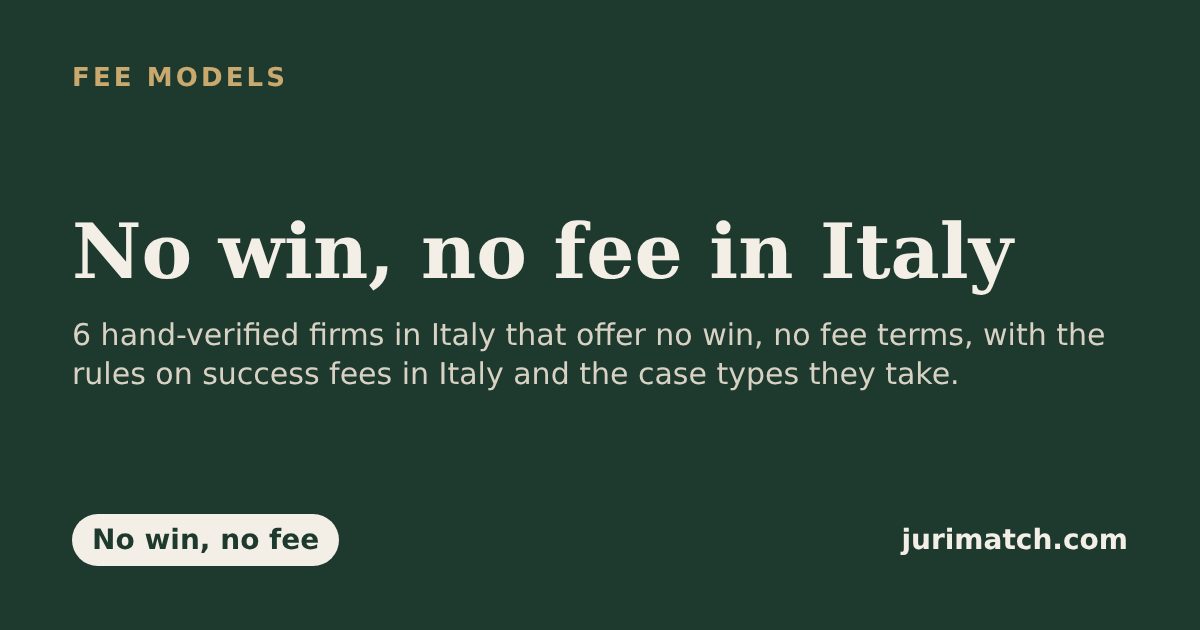 FEE MODELS
No win, no fee in Italy
6 hand-verified firms in Italy that offer no win, no fee terms, with the
rules on success fees in Italy and the case types they take.
No win, no fee
jurimatch.com